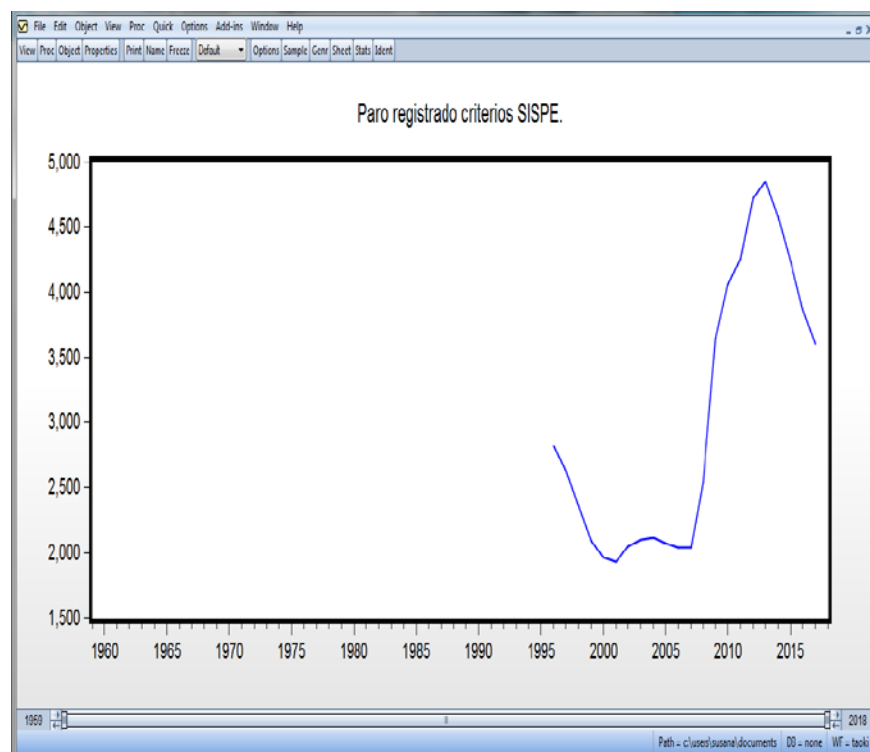 File Edit Object View Proc Quick Options Add-ins Window Help
View Proc Object Properties Print Name Freeze Default Options Sample Genr Sheet Stats Ident
Paro registrado criterios SISPE.
5,000
4,500
4,000
3,500
3,000
2,500
2,000
1,500
1960 1965 1970 1975 1980 1985 1990 1995 2000 2005 2010 2015
1959 2018
Path = c:\users\susana\documents DB = none WF = taoki